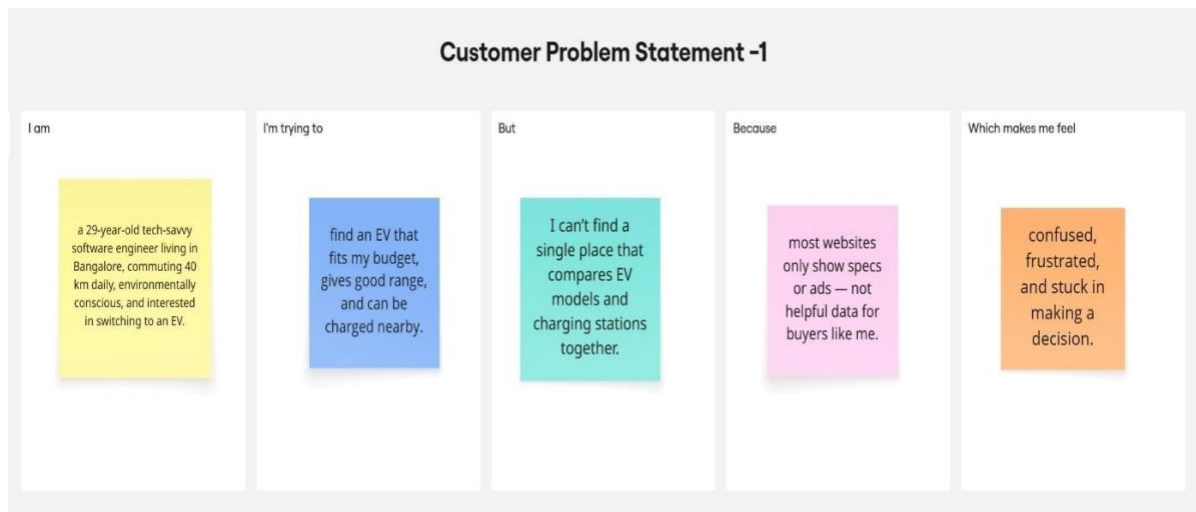 Customer Problem Statement -1
I am
a 29-year-old tech-savvy
software engineer living in
Bangalore, commuting 40
km daily, environmentally
conscious, and interested
in switching to an EV.
I'm trying to
find an EV that
fits my budget,
gives good range,
and can be
charged nearby.
But
I can't find a
single place that
compares EV
models and
charging stations
together.
Because
most websites
only show specs
or ads — not
helpful data for
buyers like me.
Which makes me feel
confused,
frustrated,
and stuck in
making a
decision.